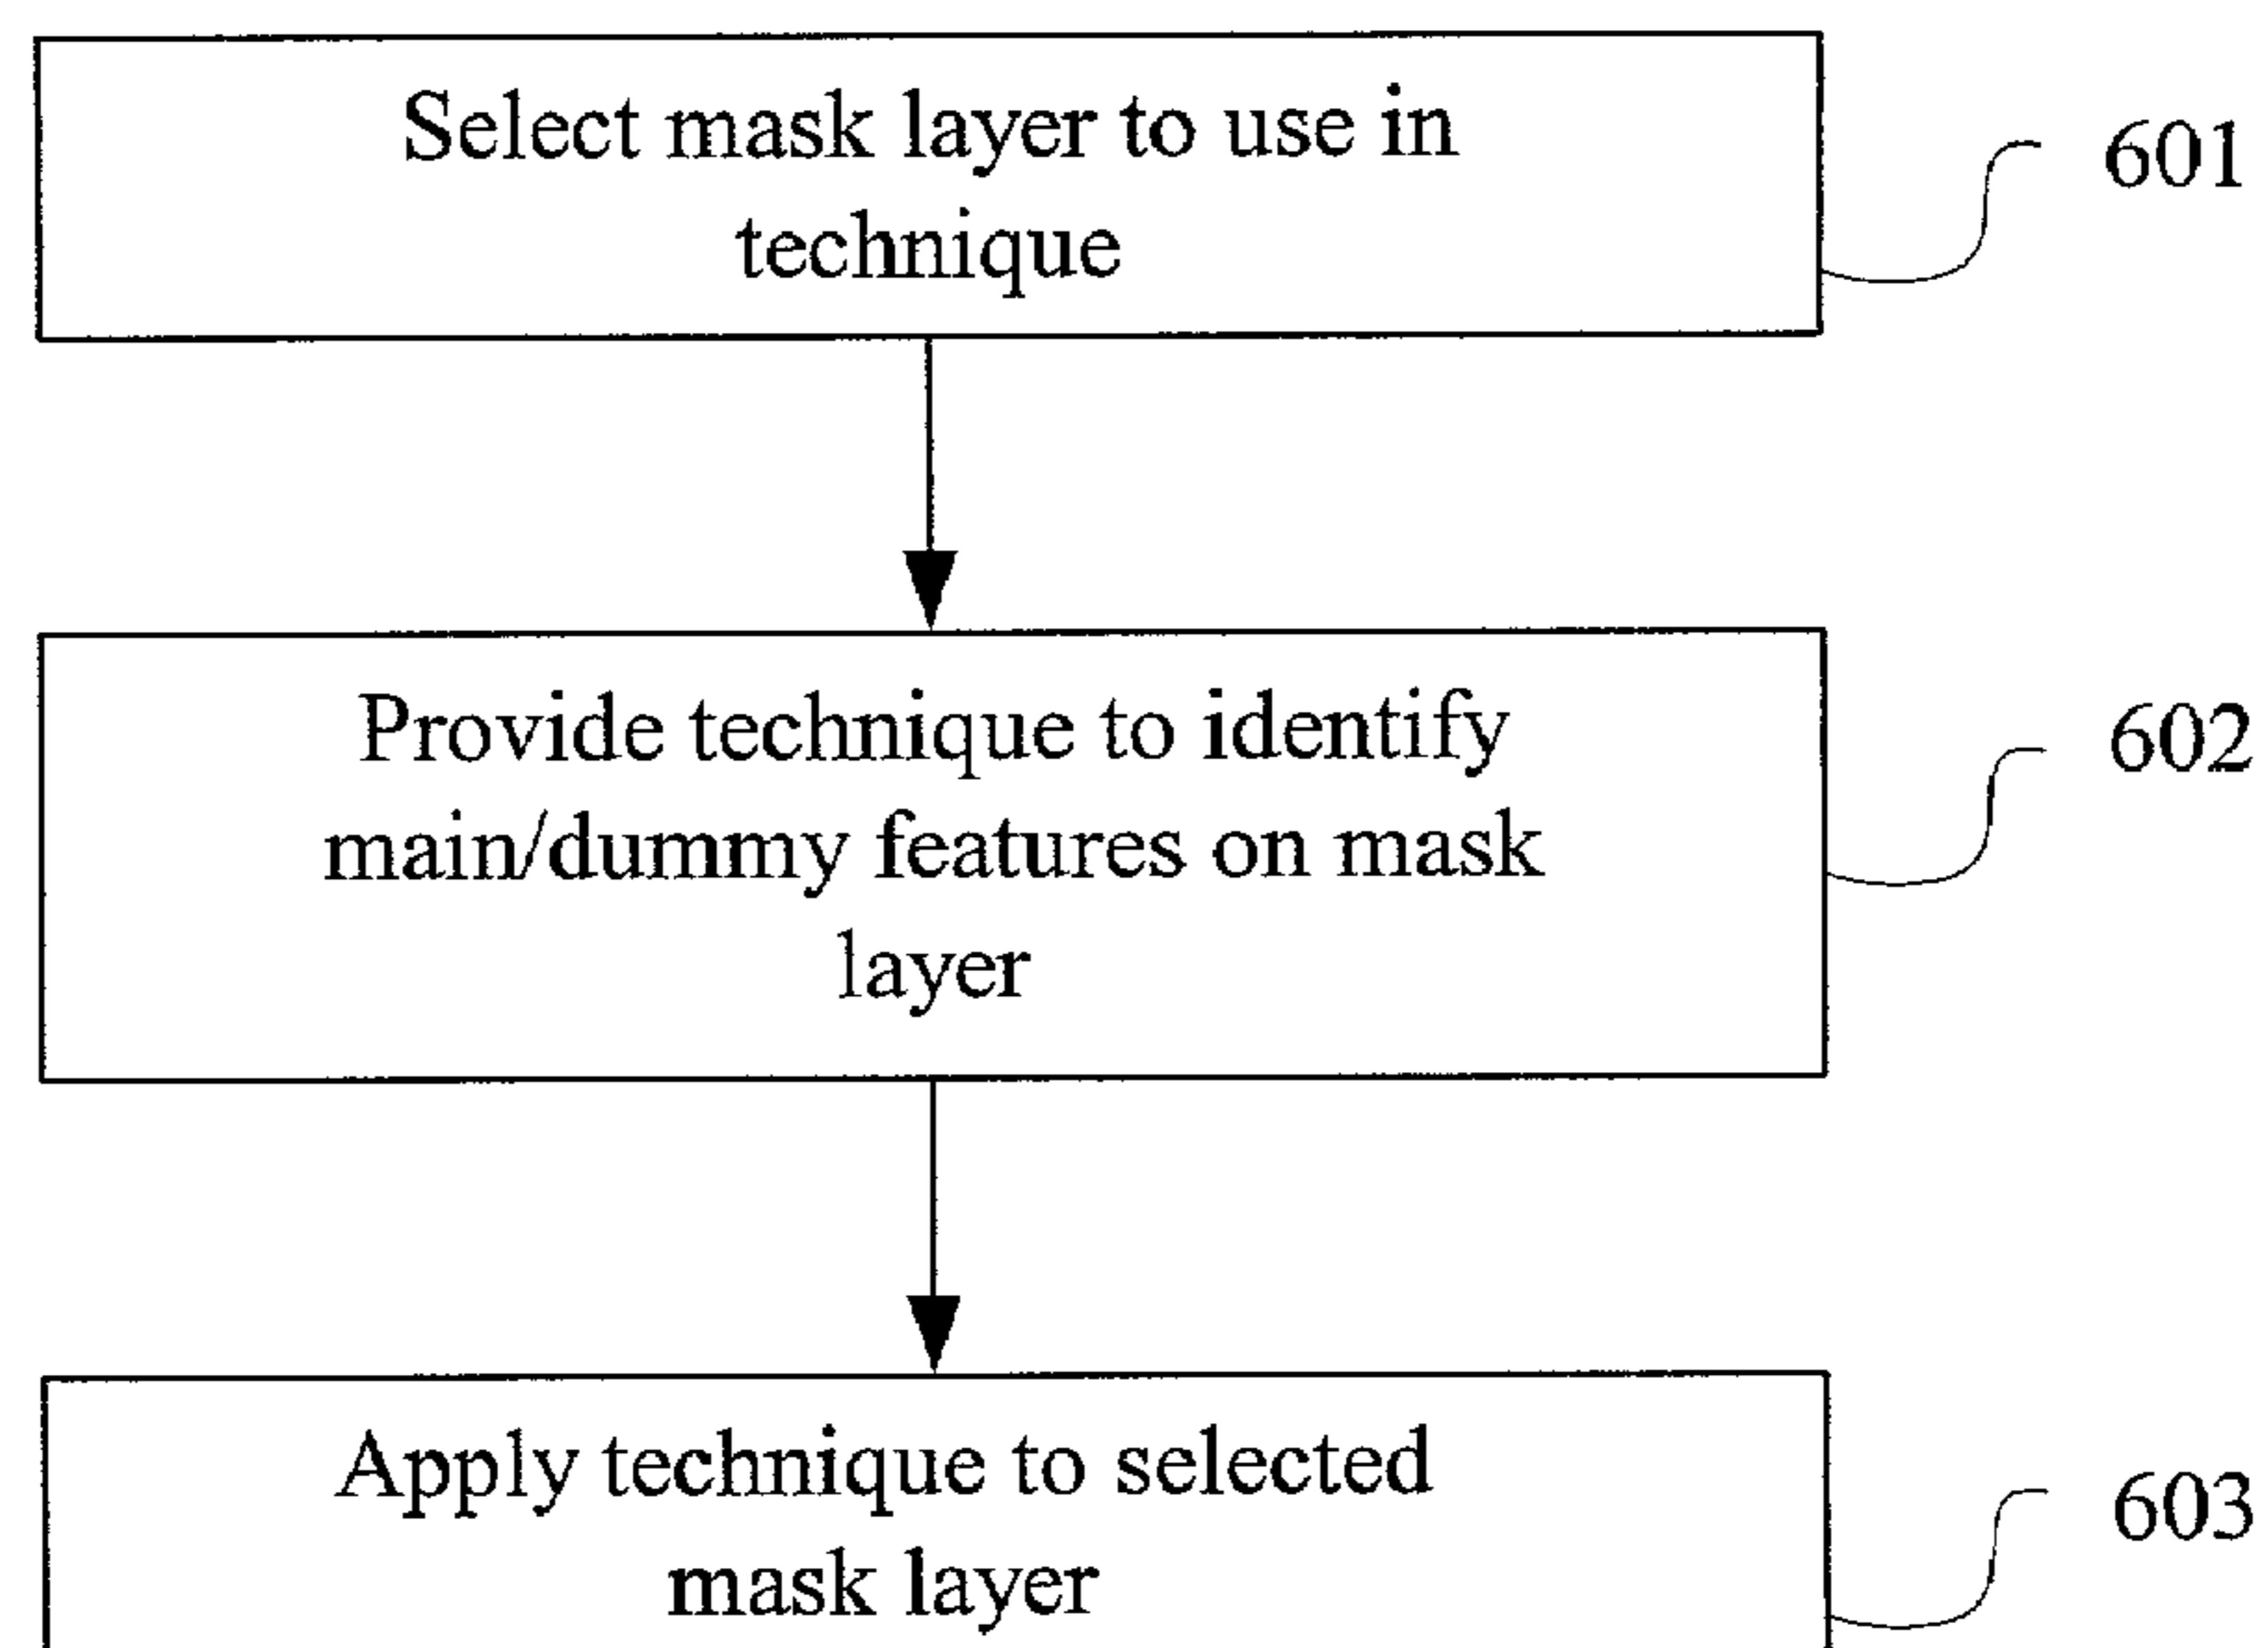 Select mask layer to use in
technique
601
Provide technique to identify
main/dummy features on mask
layer
602
Apply technique to selected
mask layer
603